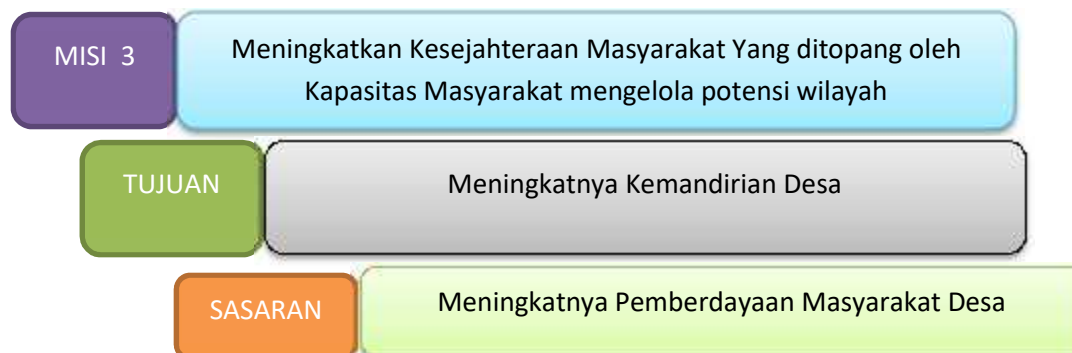 MISI 3
Meningkatkan Kesejahteraan Masyarakat Yang ditopang oleh
Kapasitas Masyarakat mengelola potensi wilayah
TUJUAN
Meningkatnya Kemandirian Desa
SASARAN
Meningkatnya Pemberdayaan Masyarakat Desa